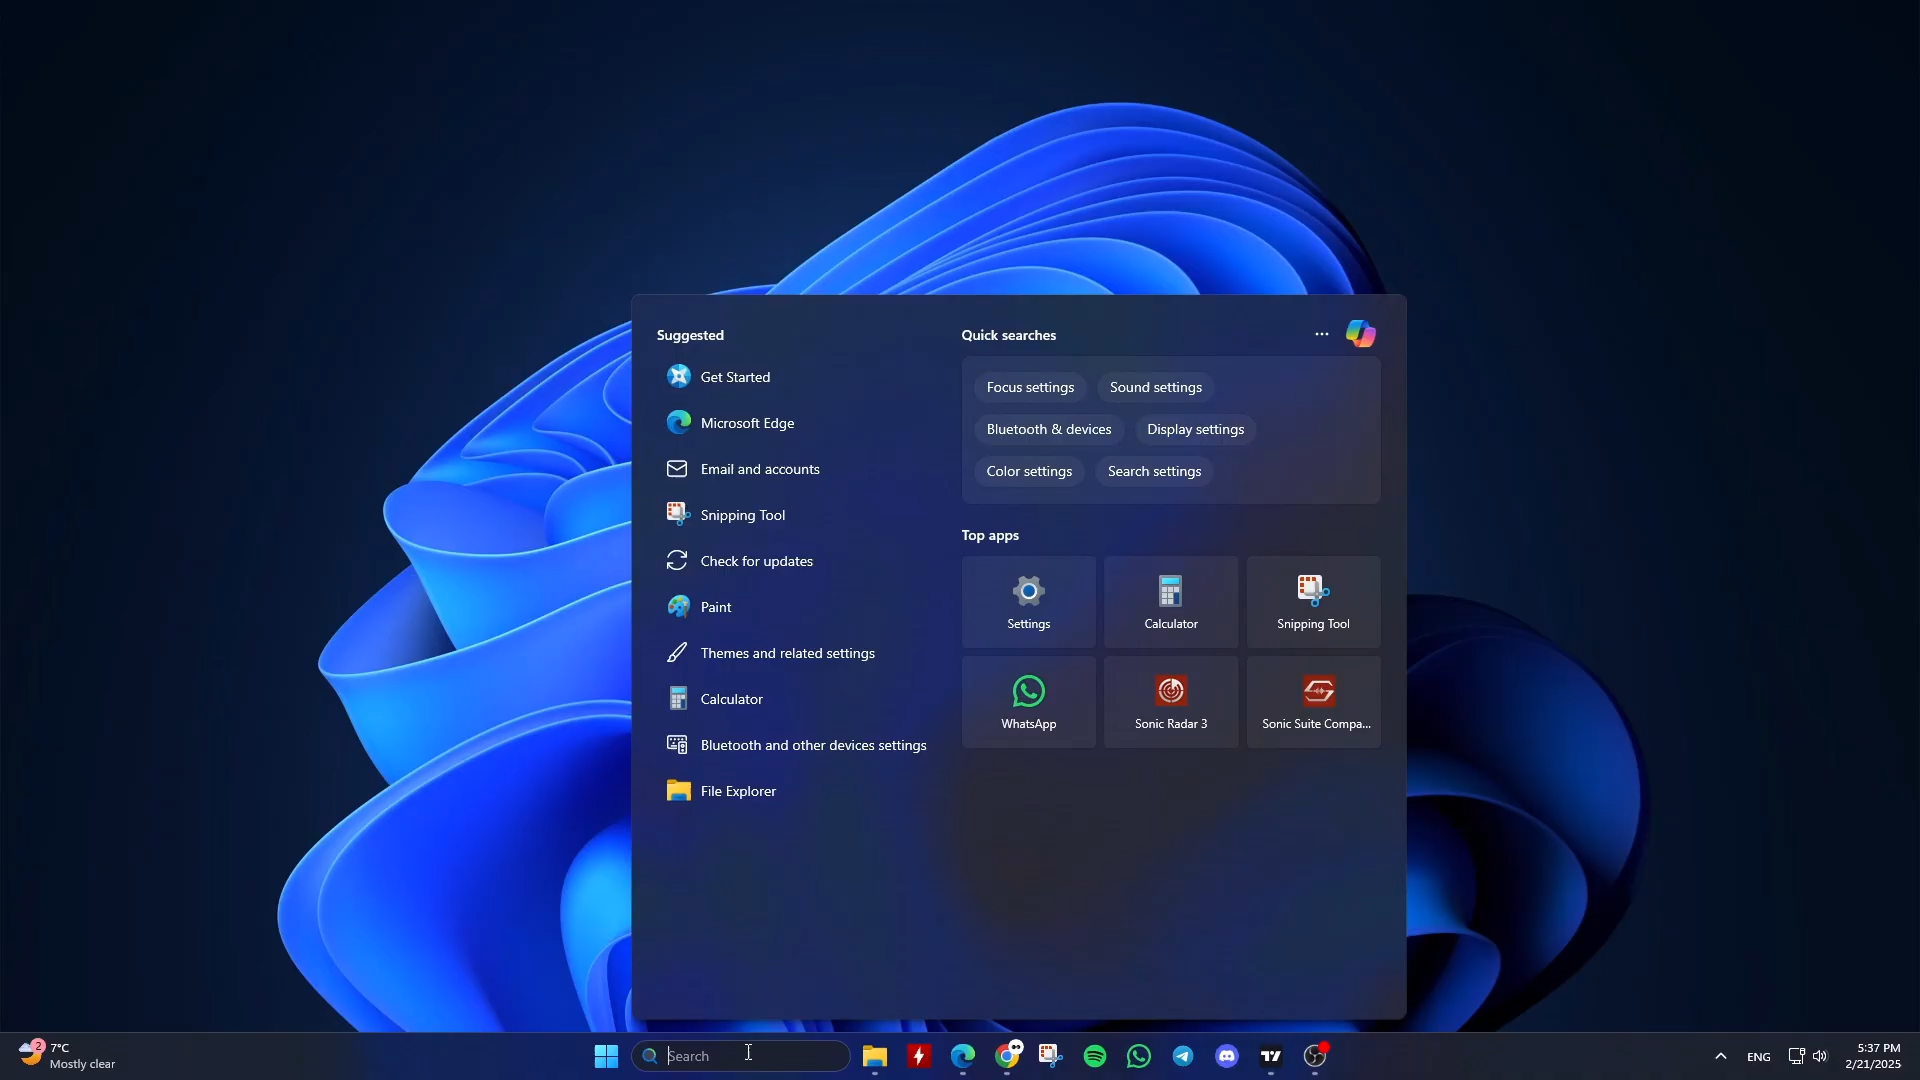 Suggested
Get Started
Microsoft Edge
Email and accounts
Snipping Tool
Check for updates
Paint
Themes and related settings
Calculator
Bluetooth and other devices settings
File Explorer
Quick searches
Focus settings
Sound settings
Bluetooth & devices
Display settings
Color settings
Search settings
Top apps
Settings
Calculator
Snipping Tool
WhatsApp
Sonic Radar 3
Sonic Suite Compa...
2
7°C
Mostly clear
Search
ENG
5:37 PM
2/21/2025